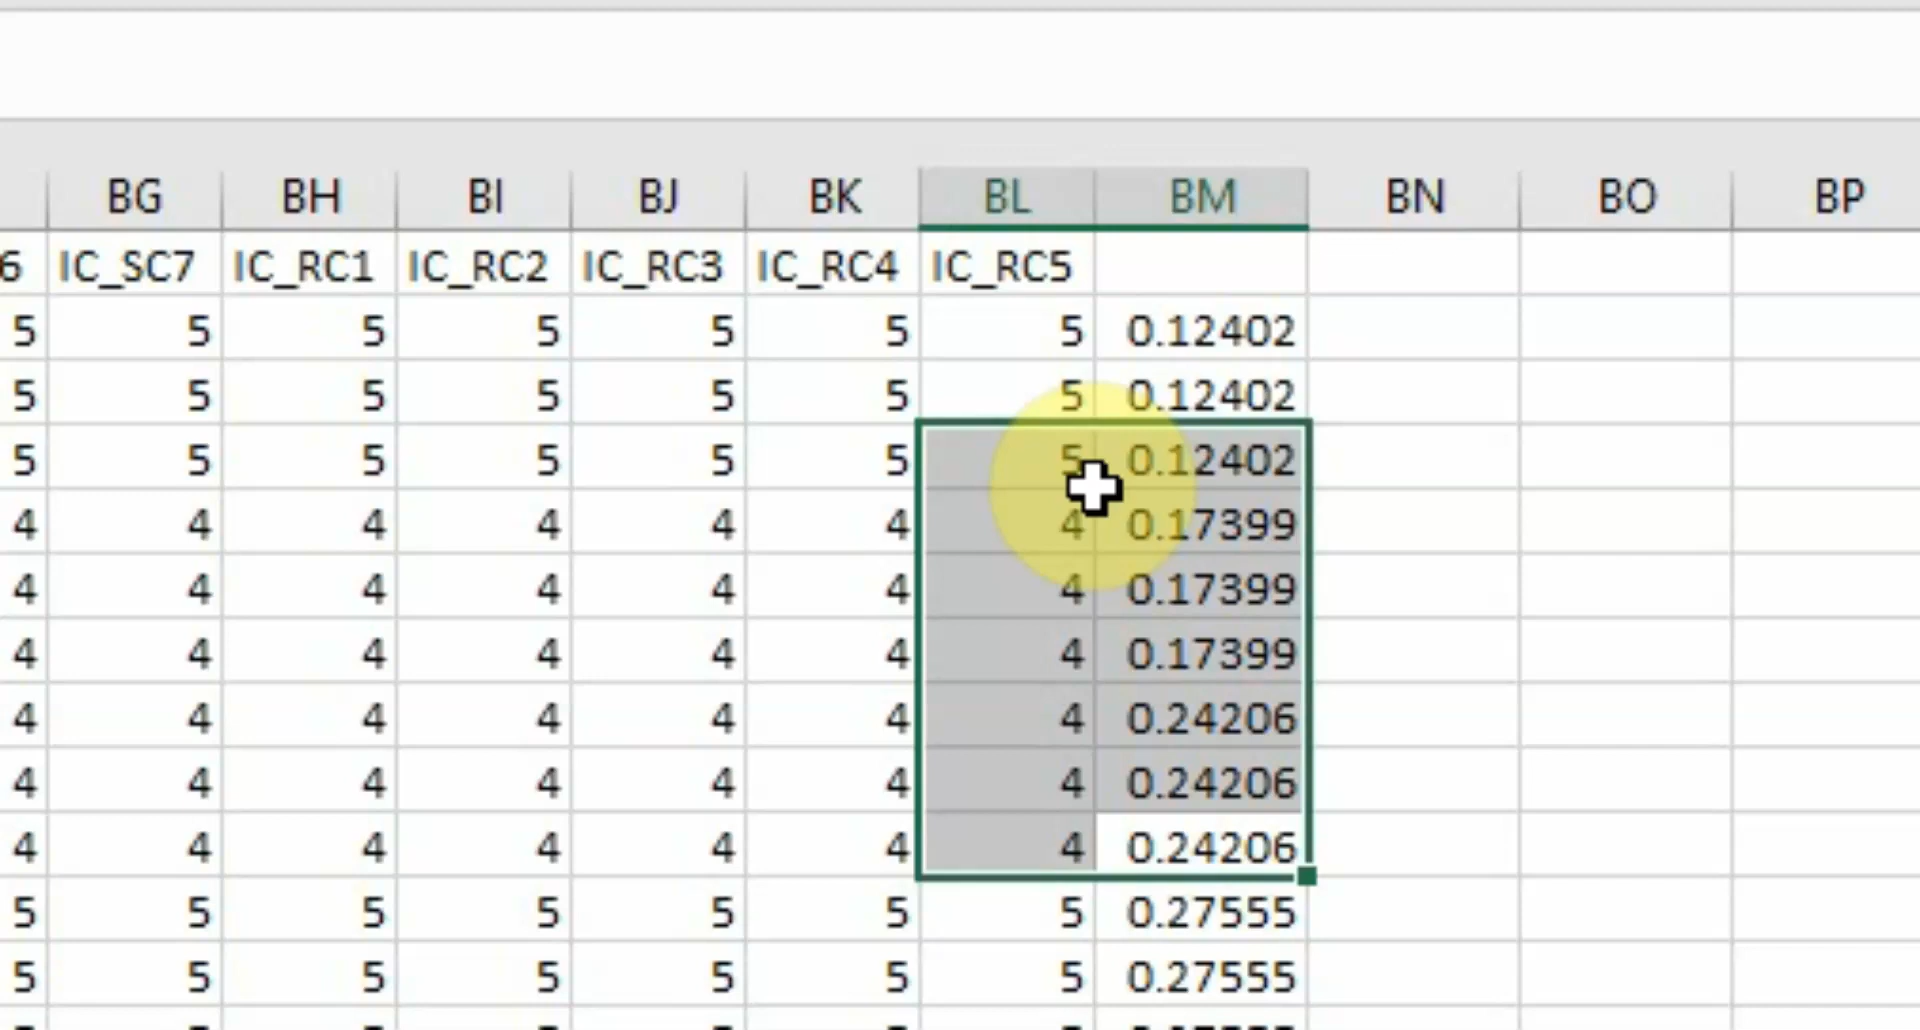 BG BH BI BJ BK BL BM BN BO BP
6 IC_SC7 IC_RC1 IC_RC2 IC_RC3 IC_RC4 IC_RC5
5 5 5 5 5 5 5 0.12402
5 5 5 5 5 5 5 0.12402
5 5 5 5 5 5 5 0.12402
4 4 4 4 4 4 4 0.17399
4 4 4 4 4 4 4 0.17399
4 4 4 4 4 4 4 0.17399
4 4 4 4 4 4 4 0.24206
4 4 4 4 4 4 4 0.24206
4 4 4 4 4 4 4 0.24206
5 5 5 5 5 5 5 0.27555
5 5 5 5 5 5 5 0.27555